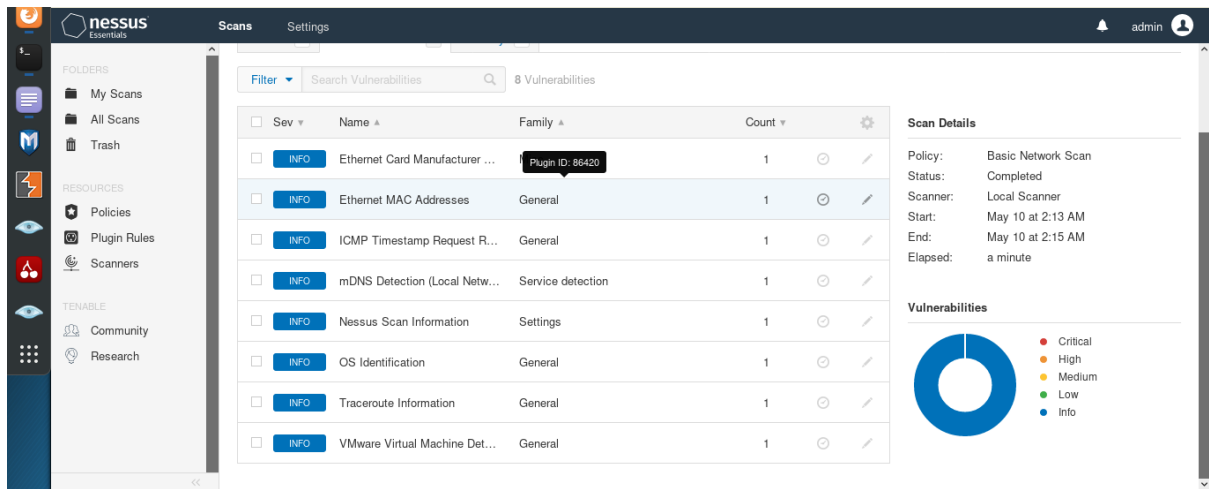 nessus Essentials Scans Settings admin
FOLDERS
My Scans
All Scans
Trash
RESOURCES
Policies
Plugin Rules
Scanners
TENABLE
Community
Research
Filter Search Vulnerabilities 8 Vulnerabilities
Sev Name Family Count
INFO Ethernet Card Manufacturer ... 1
Plugin ID: 86420
INFO Ethernet MAC Addresses General 1
INFO ICMP Timestamp Request R... General 1
INFO mDNS Detection (Local Netw... Service detection 1
INFO Nessus Scan Information Settings 1
INFO OS Identification General 1
INFO Traceroute Information General 1
INFO VMware Virtual Machine Det... General 1
Scan Details
Policy: Basic Network Scan
Status: Completed
Scanner: Local Scanner
Start: May 10 at 2:13 AM
End: May 10 at 2:15 AM
Elapsed: a minute
Vulnerabilities
Critical
High
Medium
Low
Info